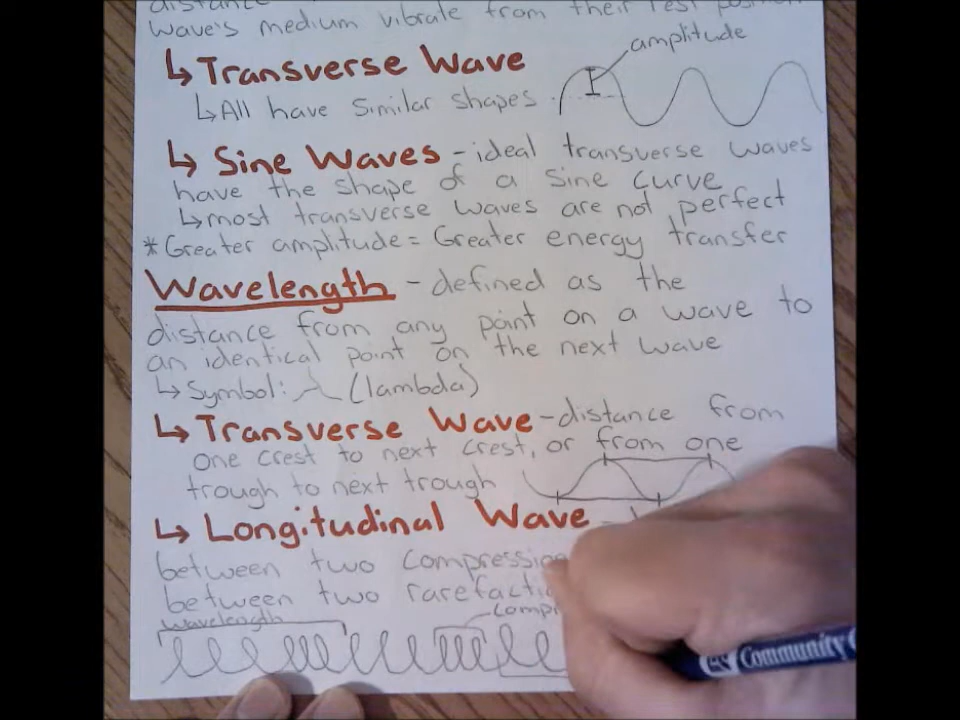 distance
wave's medium vibrate from their rest position
↳ Transverse Wave
amplitude
↳ All have similar shapes
↳ Sine Waves - ideal transverse waves
have the shape of a sine curve
↳ most transverse waves are not perfect
* Greater amplitude = Greater energy transfer
Wavelength - defined as the
distance from any point on a wave to
an identical point on the next wave
↳ Symbol: λ (lambda)
↳ Transverse Wave - distance from
one crest to next crest, or from one
trough to next trough
↳ Longitudinal Wave -
between two compressio
between two rarefactio
wavelength
compr
Community